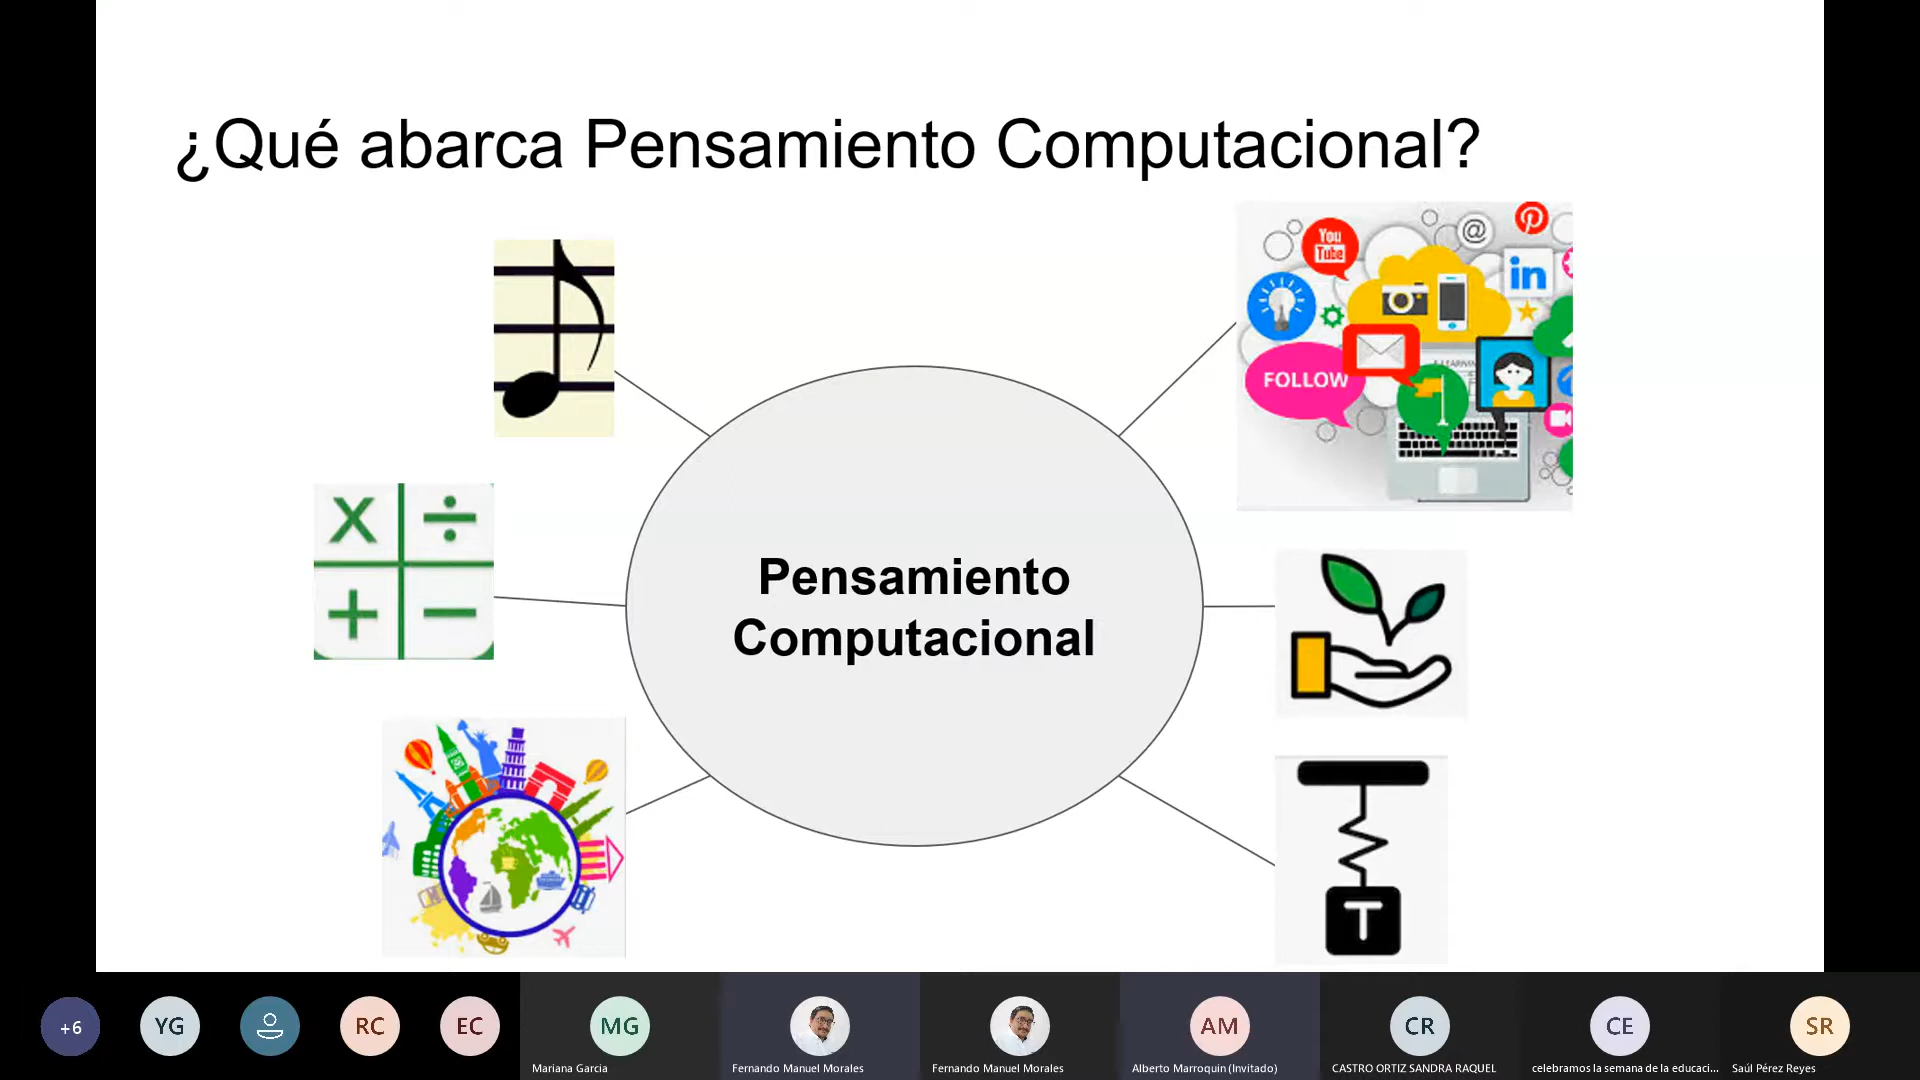 ¿Qué abarca Pensamiento Computacional?
You
Tube
@
in
FOLLOW
E-LEARNING
X ÷
+ −
Pensamiento
Computacional
T
+6
YG
RC
EC
MG
AM
CR
CE
SR
Mariana Garcia
Fernando Manuel Morales
Fernando Manuel Morales
Alberto Marroquin (Invitado)
CASTRO ORTIZ SANDRA RAQUEL
celebramos la semana de la educaci...
Saúl Pérez Reyes